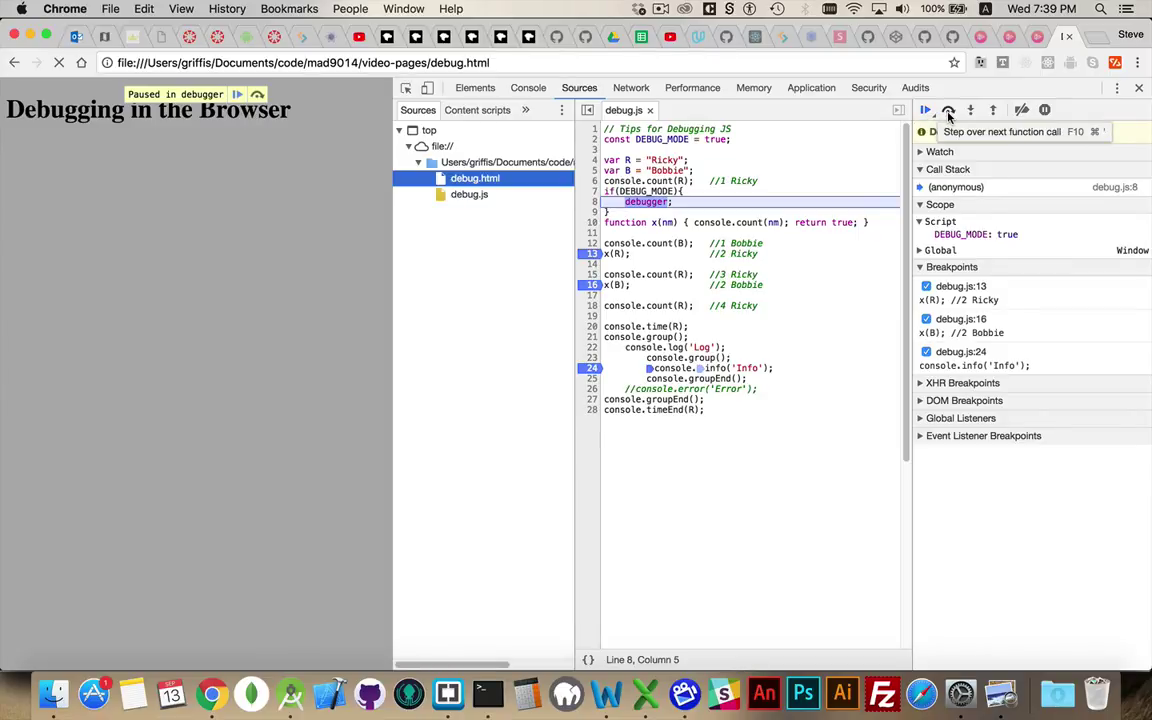 Chrome File Edit View History Bookmarks People Window Help 100% A Wed 7:39 PM
Steve
file:///Users/griffis/Documents/code/mad9014/video-pages/debug.html
Paused in debugger
Debugging in the Browser
Elements Console Sources Network Performance Memory Application Security Audits
Sources Content scripts »
top
file://
Users/griffis/Documents/code/
debug.html
debug.js
debug.js ×
1 // Tips for Debugging JS
2 const DEBUG_MODE = true;
3
4 var R = "Ricky";
5 var B = "Bobbie";
6 console.count(R); //1 Ricky
7 if(DEBUG_MODE){
8 debugger;
9 }
10 function x(nm) { console.count(nm); return true; }
11
12 console.count(B); //1 Bobbie
13 x(R); //2 Ricky
14
15 console.count(R); //3 Ricky
16 x(B); //2 Bobbie
17
18 console.count(R); //4 Ricky
19
20 console.time(R);
21 console.group();
22 console.log('Log');
23 console.group();
24 console.info('Info');
25 console.groupEnd();
26 //console.error('Error');
27 console.groupEnd();
28 console.timeEnd(R);
{} Line 8, Column 5
Step over next function call F10 ⌘ '
D
Watch
Call Stack
(anonymous) debug.js:8
Scope
Script
DEBUG_MODE: true
Global Window
Breakpoints
debug.js:13
x(R); //2 Ricky
debug.js:16
x(B); //2 Bobbie
debug.js:24
console.info('Info');
XHR Breakpoints
DOM Breakpoints
Global Listeners
Event Listener Breakpoints
1 SEP 13 W X S An Ps Ai Fz